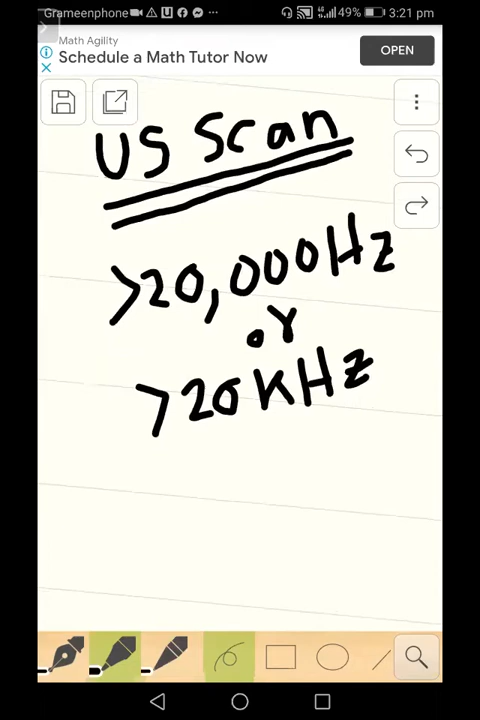 Grameenphone ... 49% 3:21 pm
Math Agility
Schedule a Math Tutor Now
OPEN
US Scan
>20,000Hz
or
>20KHz